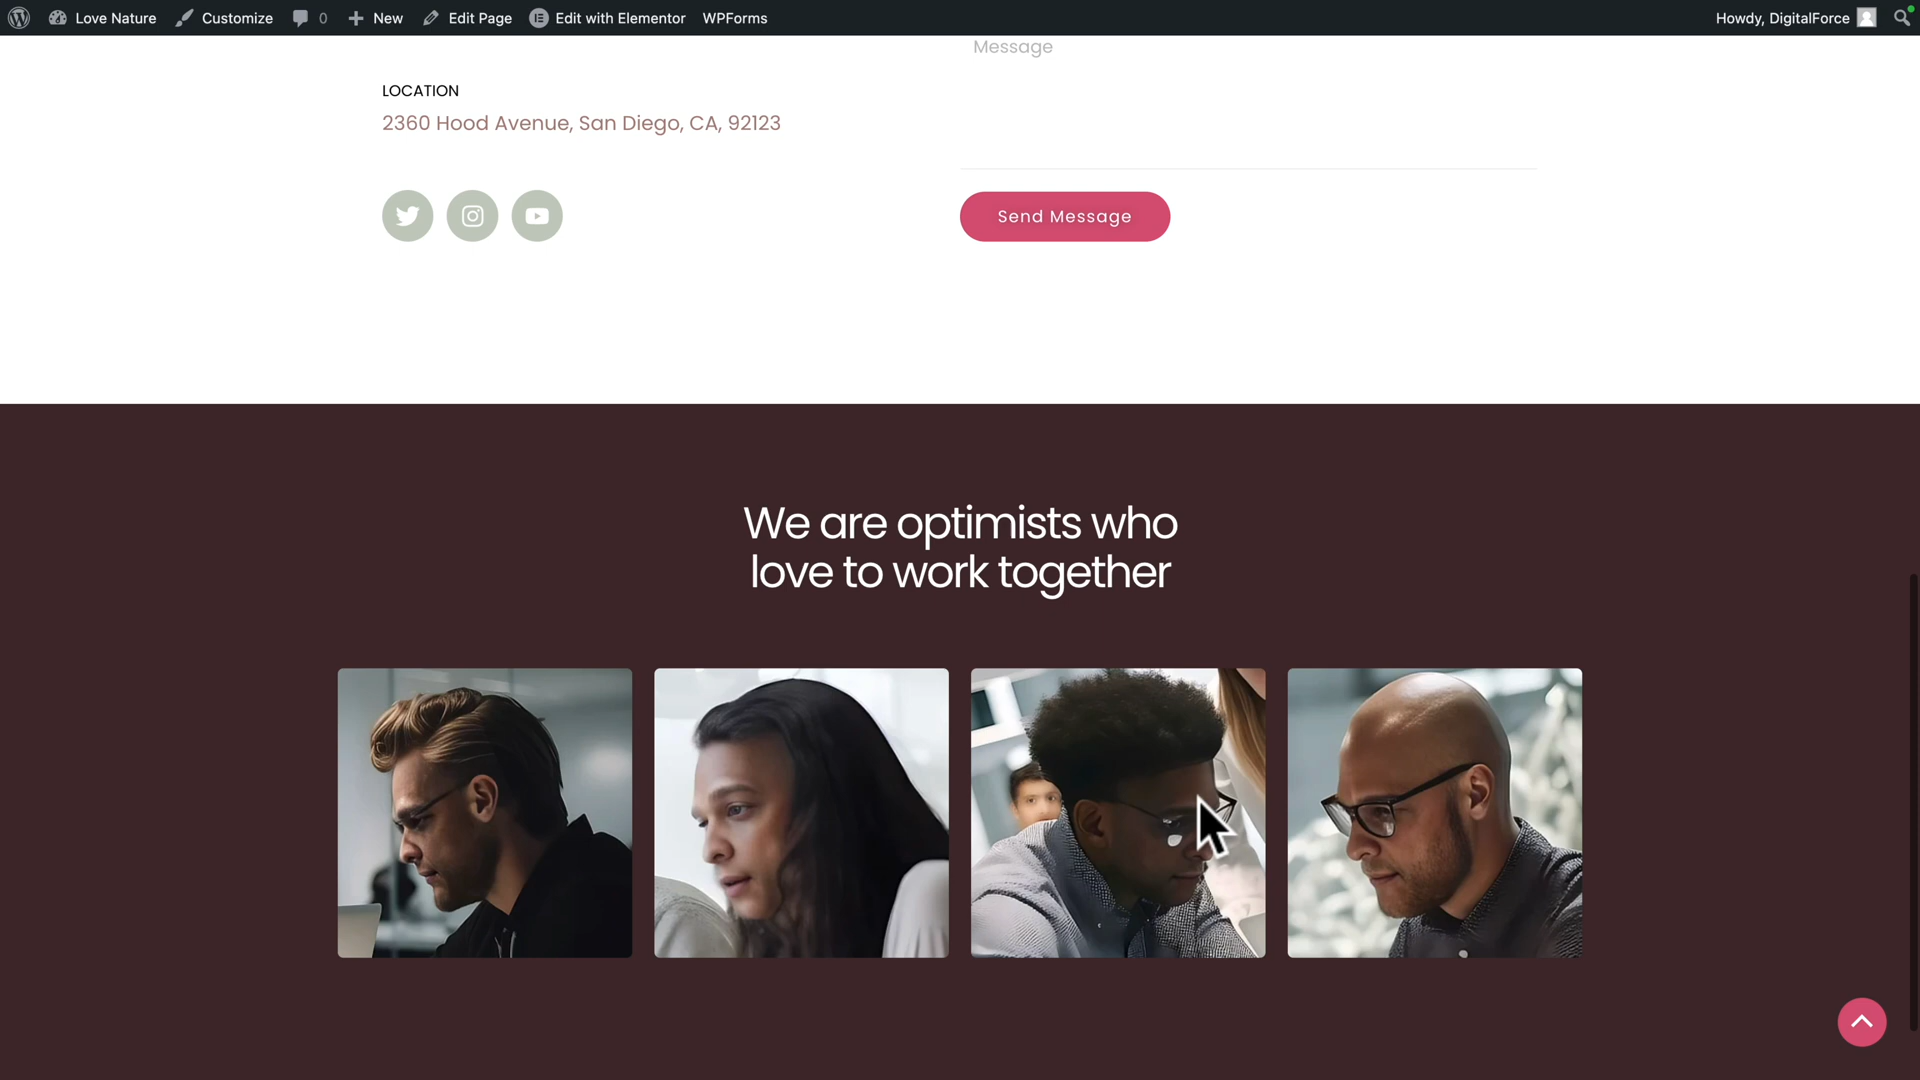 Love Nature
Customize
0
New
Edit Page
Edit with Elementor
WPForms
Howdy, DigitalForce
Message
LOCATION
2360 Hood Avenue, San Diego, CA, 92123
Send Message
We are optimists who
love to work together